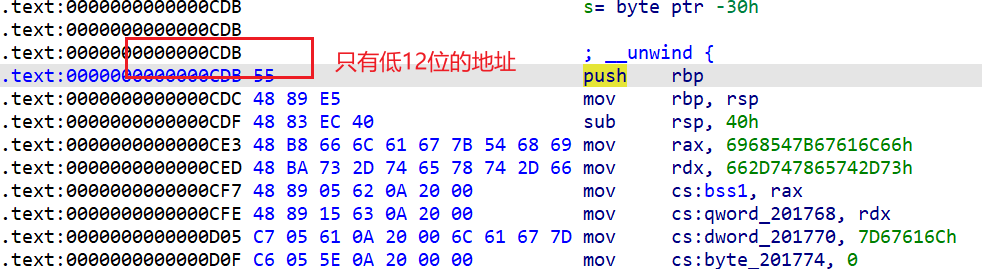 .text:0000000000000CDB s= byte ptr -30h
.text:0000000000000CDB
.text:0000000000000CDB ; __unwind { 只有低12位的地址
.text:0000000000000CDB 55 push rbp
.text:0000000000000CDC 48 89 E5 mov rbp, rsp
.text:0000000000000CDF 48 83 EC 40 sub rsp, 40h
.text:0000000000000CE3 48 B8 66 6C 61 67 7B 54 68 69 mov rax, 6968547B67616C66h
.text:0000000000000CED 48 BA 73 2D 74 65 78 74 2D 66 mov rdx, 662D747865742D73h
.text:0000000000000CF7 48 89 05 62 0A 20 00 mov cs:bss1, rax
.text:0000000000000CFE 48 89 15 63 0A 20 00 mov cs:qword_201768, rdx
.text:0000000000000D05 C7 05 61 0A 20 00 6C 61 67 7D mov cs:dword_201770, 7D67616Ch
.text:0000000000000D0F C6 05 5E 0A 20 00 00 mov cs:byte_201774, 0